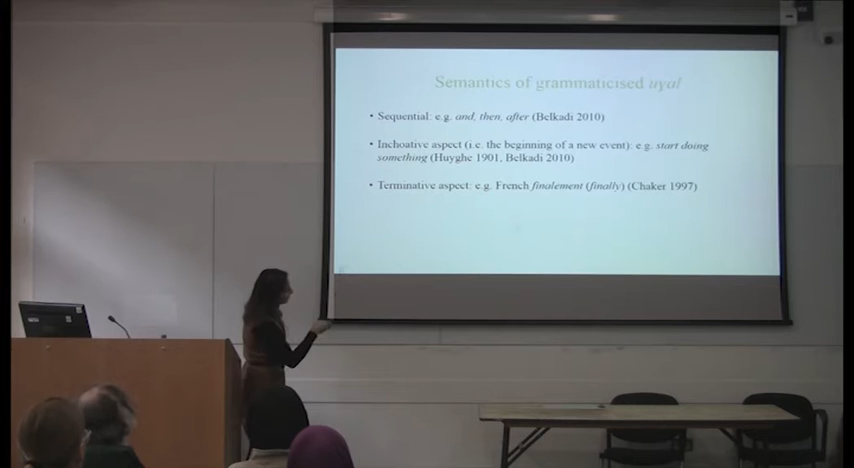 Semantics of grammaticised uɣal
• Sequential: e.g. and, then, after (Belkadi 2010)
• Inchoative aspect (i.e. the beginning of a new event): e.g. start doing
something (Huyghe 1901, Belkadi 2010)
• Terminative aspect: e.g. French finalement (finally) (Chaker 1997)